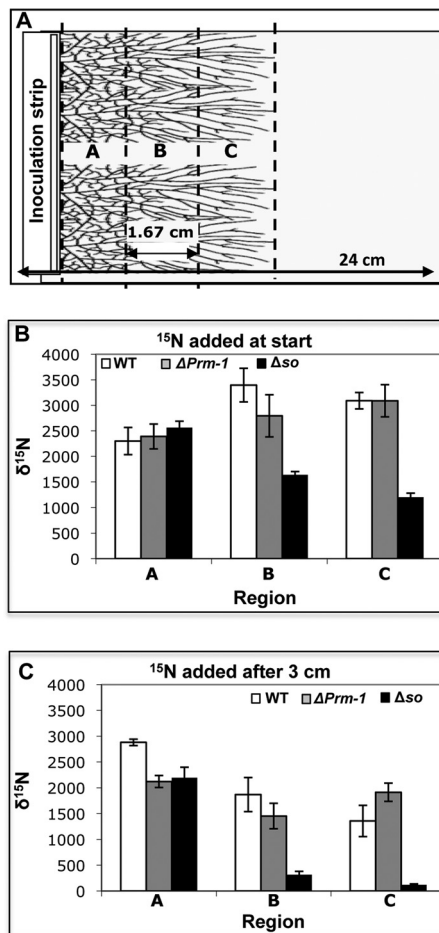 A
Inoculation strip
A B C
1.67 cm
24 cm
B
¹⁵N added at start
WT ΔPrm-1 Δso
4000
3500
3000
2500
2000
1500
1000
500
0
δ¹⁵N
A B C
Region
C
¹⁵N added after 3 cm
WT ΔPrm-1 Δso
4000
3500
3000
2500
2000
1500
1000
500
0
δ¹⁵N
A B C
Region